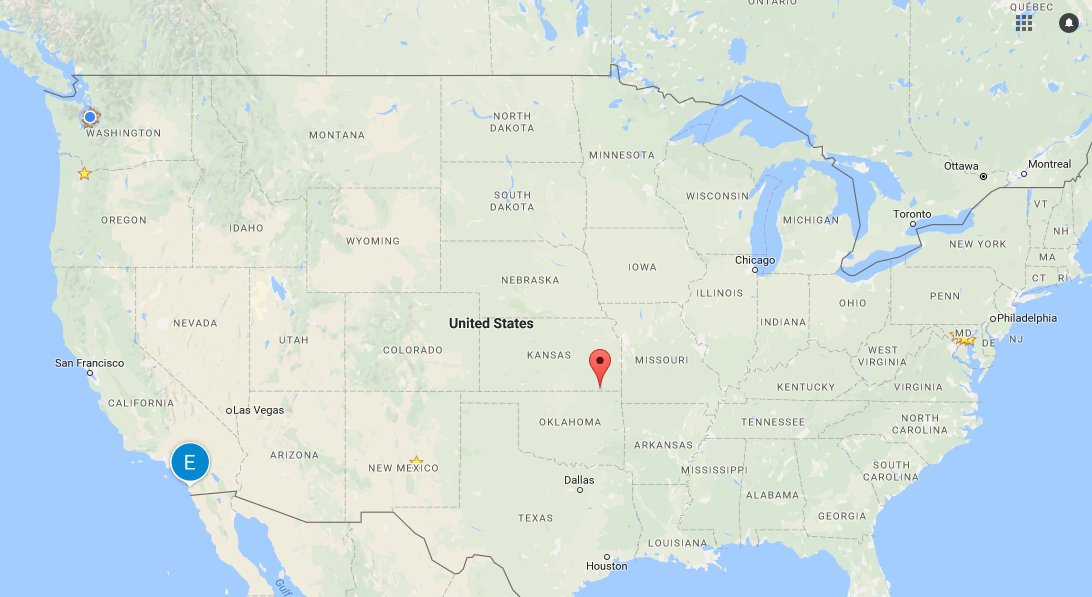 ONTARIO
QUÉBEC
WASHINGTON
MONTANA
NORTH
DAKOTA
MINNESOTA
Ottawa
Montreal
OREGON
IDAHO
WYOMING
SOUTH
DAKOTA
WISCONSIN
MICHIGAN
Toronto
VT
NH
NEW YORK
MA
CT
RI
Chicago
IOWA
NEBRASKA
ILLINOIS
INDIANA
OHIO
PENN
Philadelphia
NEVADA
UTAH
COLORADO
United States
KANSAS
MISSOURI
WEST
VIRGINIA
MD
DE
NJ
San Francisco
CALIFORNIA
Las Vegas
KENTUCKY
VIRGINIA
OKLAHOMA
TENNESSEE
NORTH
CAROLINA
ARIZONA
NEW MEXICO
ARKANSAS
E
Dallas
MISSISSIPPI
SOUTH
CAROLINA
ALABAMA
TEXAS
GEORGIA
LOUISIANA
Houston
Gulf